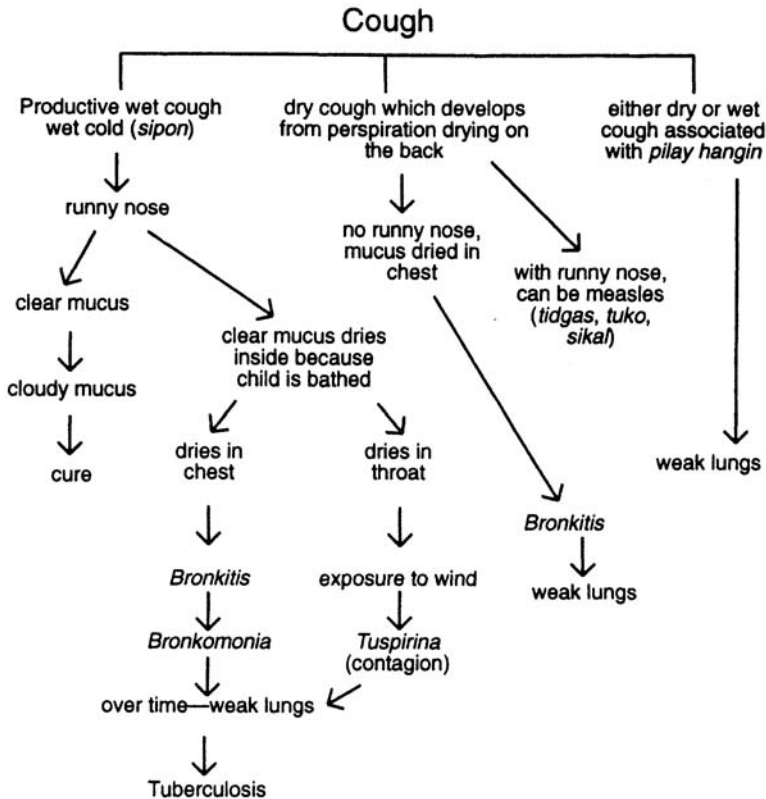 Cough
Productive wet cough
wet cold (sipon)
runny nose
clear mucus
cloudy mucus
cure
clear mucus dries
inside because
child is bathed
dries in
chest
Bronkitis
Bronkomonia
dries in
throat
exposure to wind
Tuspirina
(contagion)
over time—weak lungs
Tuberculosis
dry cough which develops
from perspiration drying on
the back
no runny nose,
mucus dried in
chest
Bronkitis
weak lungs
with runny nose,
can be measles
(tidgas, tuko,
sikal)
either dry or wet
cough associated
with pilay hangin
weak lungs